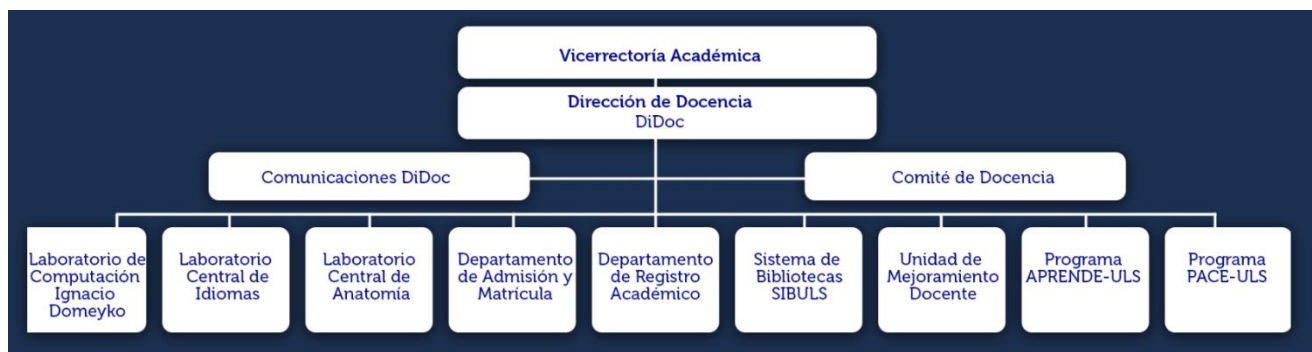 Vicerrectoría Académica
Dirección de Docencia
DiDoc
Comunicaciones DiDoc
Comité de Docencia
Laboratorio de
Computación
Ignacio
Domeyko
Laboratorio
Central de
Idiomas
Laboratorio
Central de
Anatomía
Departamento
de Admisión y
Matrícula
Departamento
de Registro
Académico
Sistema de
Bibliotecas
SIBULS
Unidad de
Mejoramiento
Docente
Programa
APRENDE-ULS
Programa
PACE-ULS